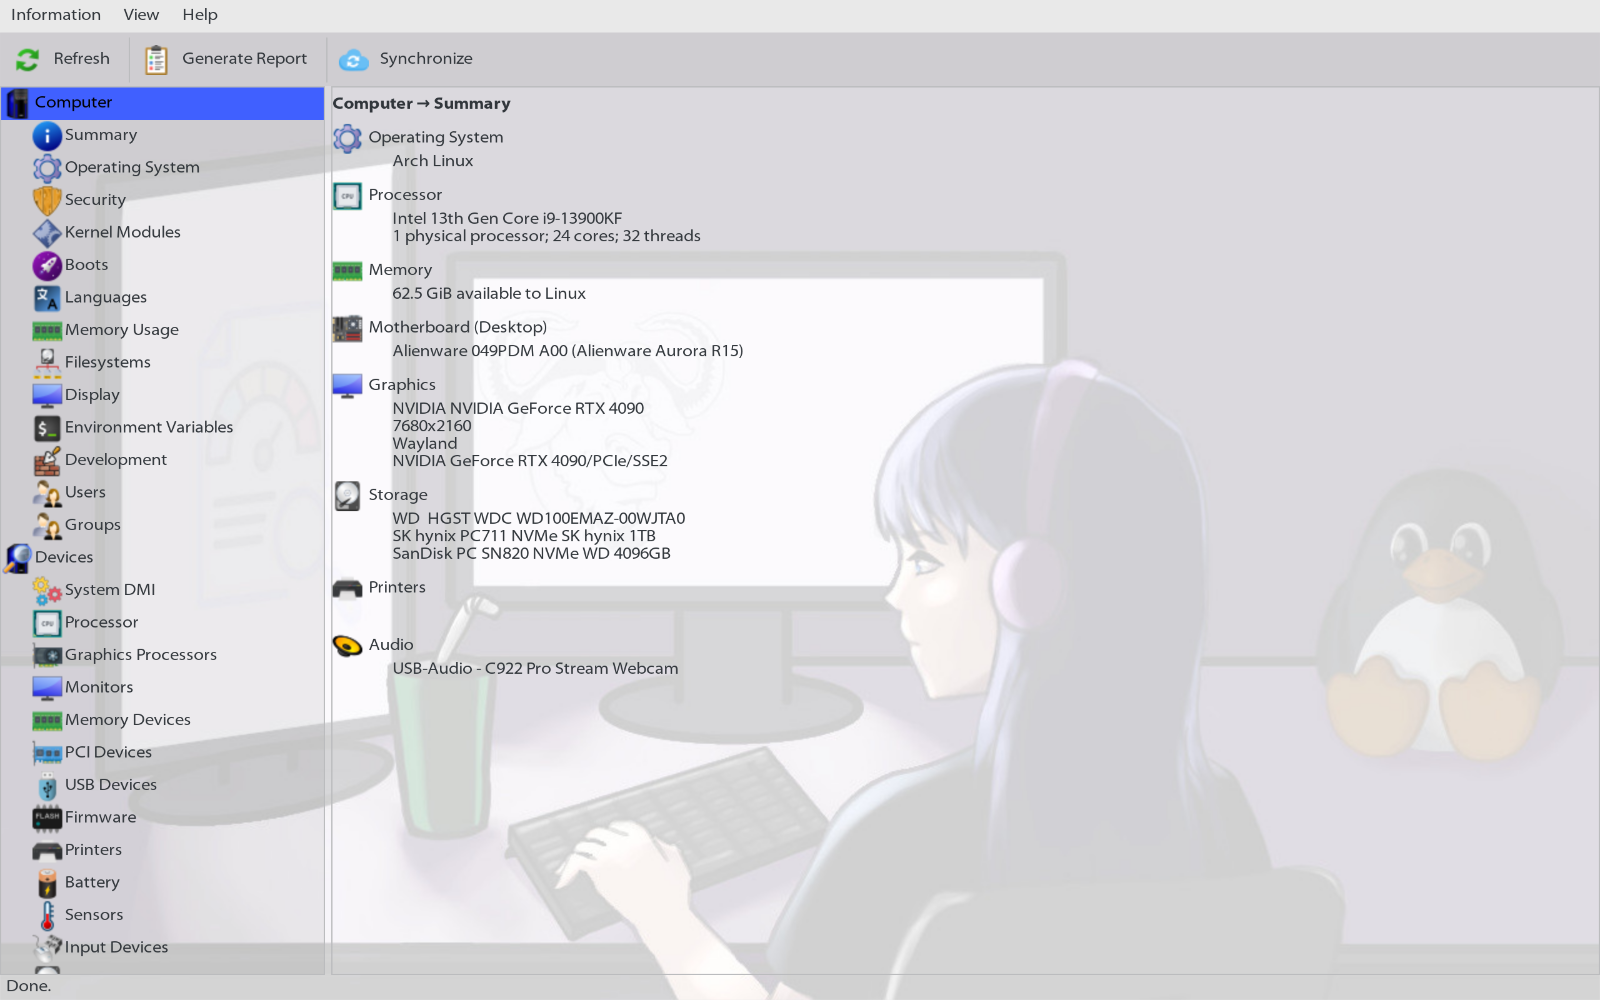 Information View Help
Refresh Generate Report Synchronize
Computer
Summary
Operating System
Security
Kernel Modules
Boots
Languages
Memory Usage
Filesystems
Display
Environment Variables
Development
Users
Groups
Devices
System DMI
Processor
Graphics Processors
Monitors
Memory Devices
PCI Devices
USB Devices
Firmware
Printers
Battery
Sensors
Input Devices
Computer → Summary
Operating System
Arch Linux
Processor
Intel 13th Gen Core i9-13900KF
1 physical processor; 24 cores; 32 threads
Memory
62.5 GiB available to Linux
Motherboard (Desktop)
Alienware 049PDM A00 (Alienware Aurora R15)
Graphics
NVIDIA NVIDIA GeForce RTX 4090
7680x2160
Wayland
NVIDIA GeForce RTX 4090/PCIe/SSE2
Storage
WD  HGST WDC WD100EMAZ-00WJTA0
SK hynix PC711 NVMe SK hynix 1TB
SanDisk PC SN820 NVMe WD 4096GB
Printers
Audio
USB-Audio - C922 Pro Stream Webcam
Done.